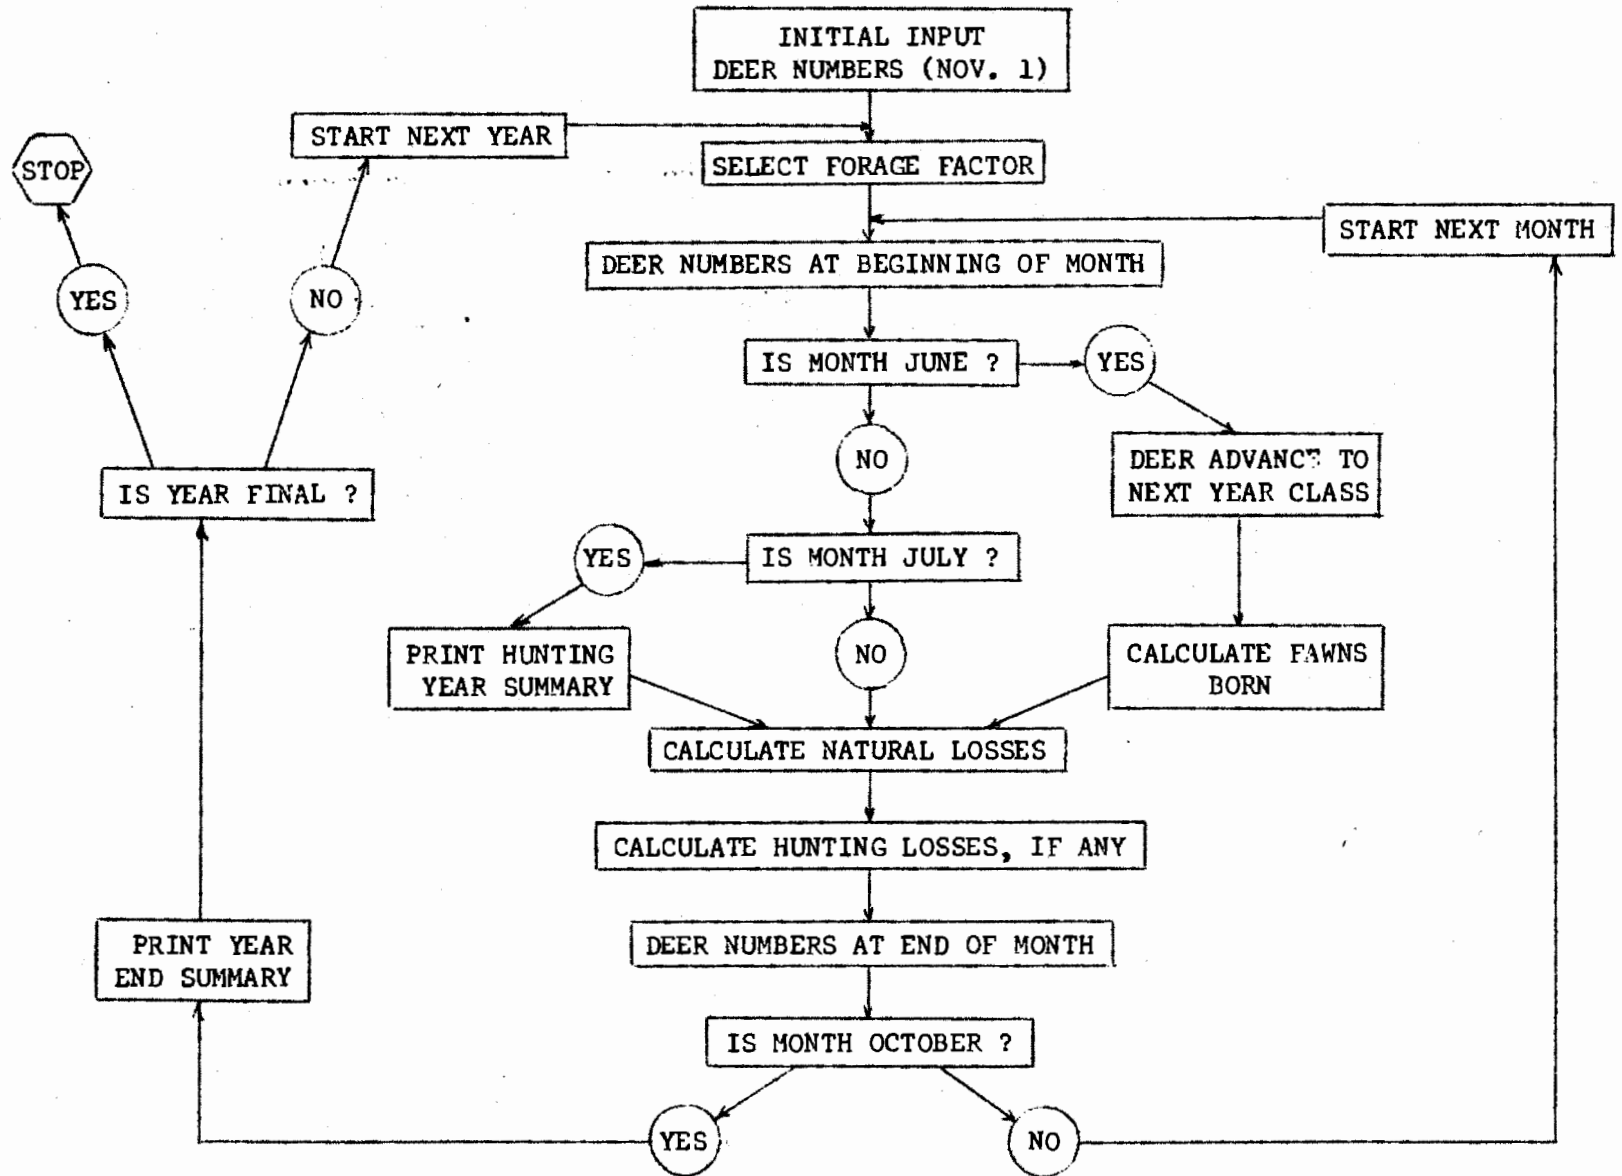 INITIAL INPUT
DEER NUMBERS (NOV. 1)
START NEXT YEAR
STOP
SELECT FORAGE FACTOR
START NEXT MONTH
DEER NUMBERS AT BEGINNING OF MONTH
YES
NO
IS MONTH JUNE ?
YES
NO
DEER ADVANCE TO
NEXT YEAR CLASS
IS YEAR FINAL ?
YES
IS MONTH JULY ?
PRINT HUNTING
YEAR SUMMARY
NO
CALCULATE FAWNS
BORN
CALCULATE NATURAL LOSSES
CALCULATE HUNTING LOSSES, IF ANY
PRINT YEAR
END SUMMARY
DEER NUMBERS AT END OF MONTH
IS MONTH OCTOBER ?
YES
NO